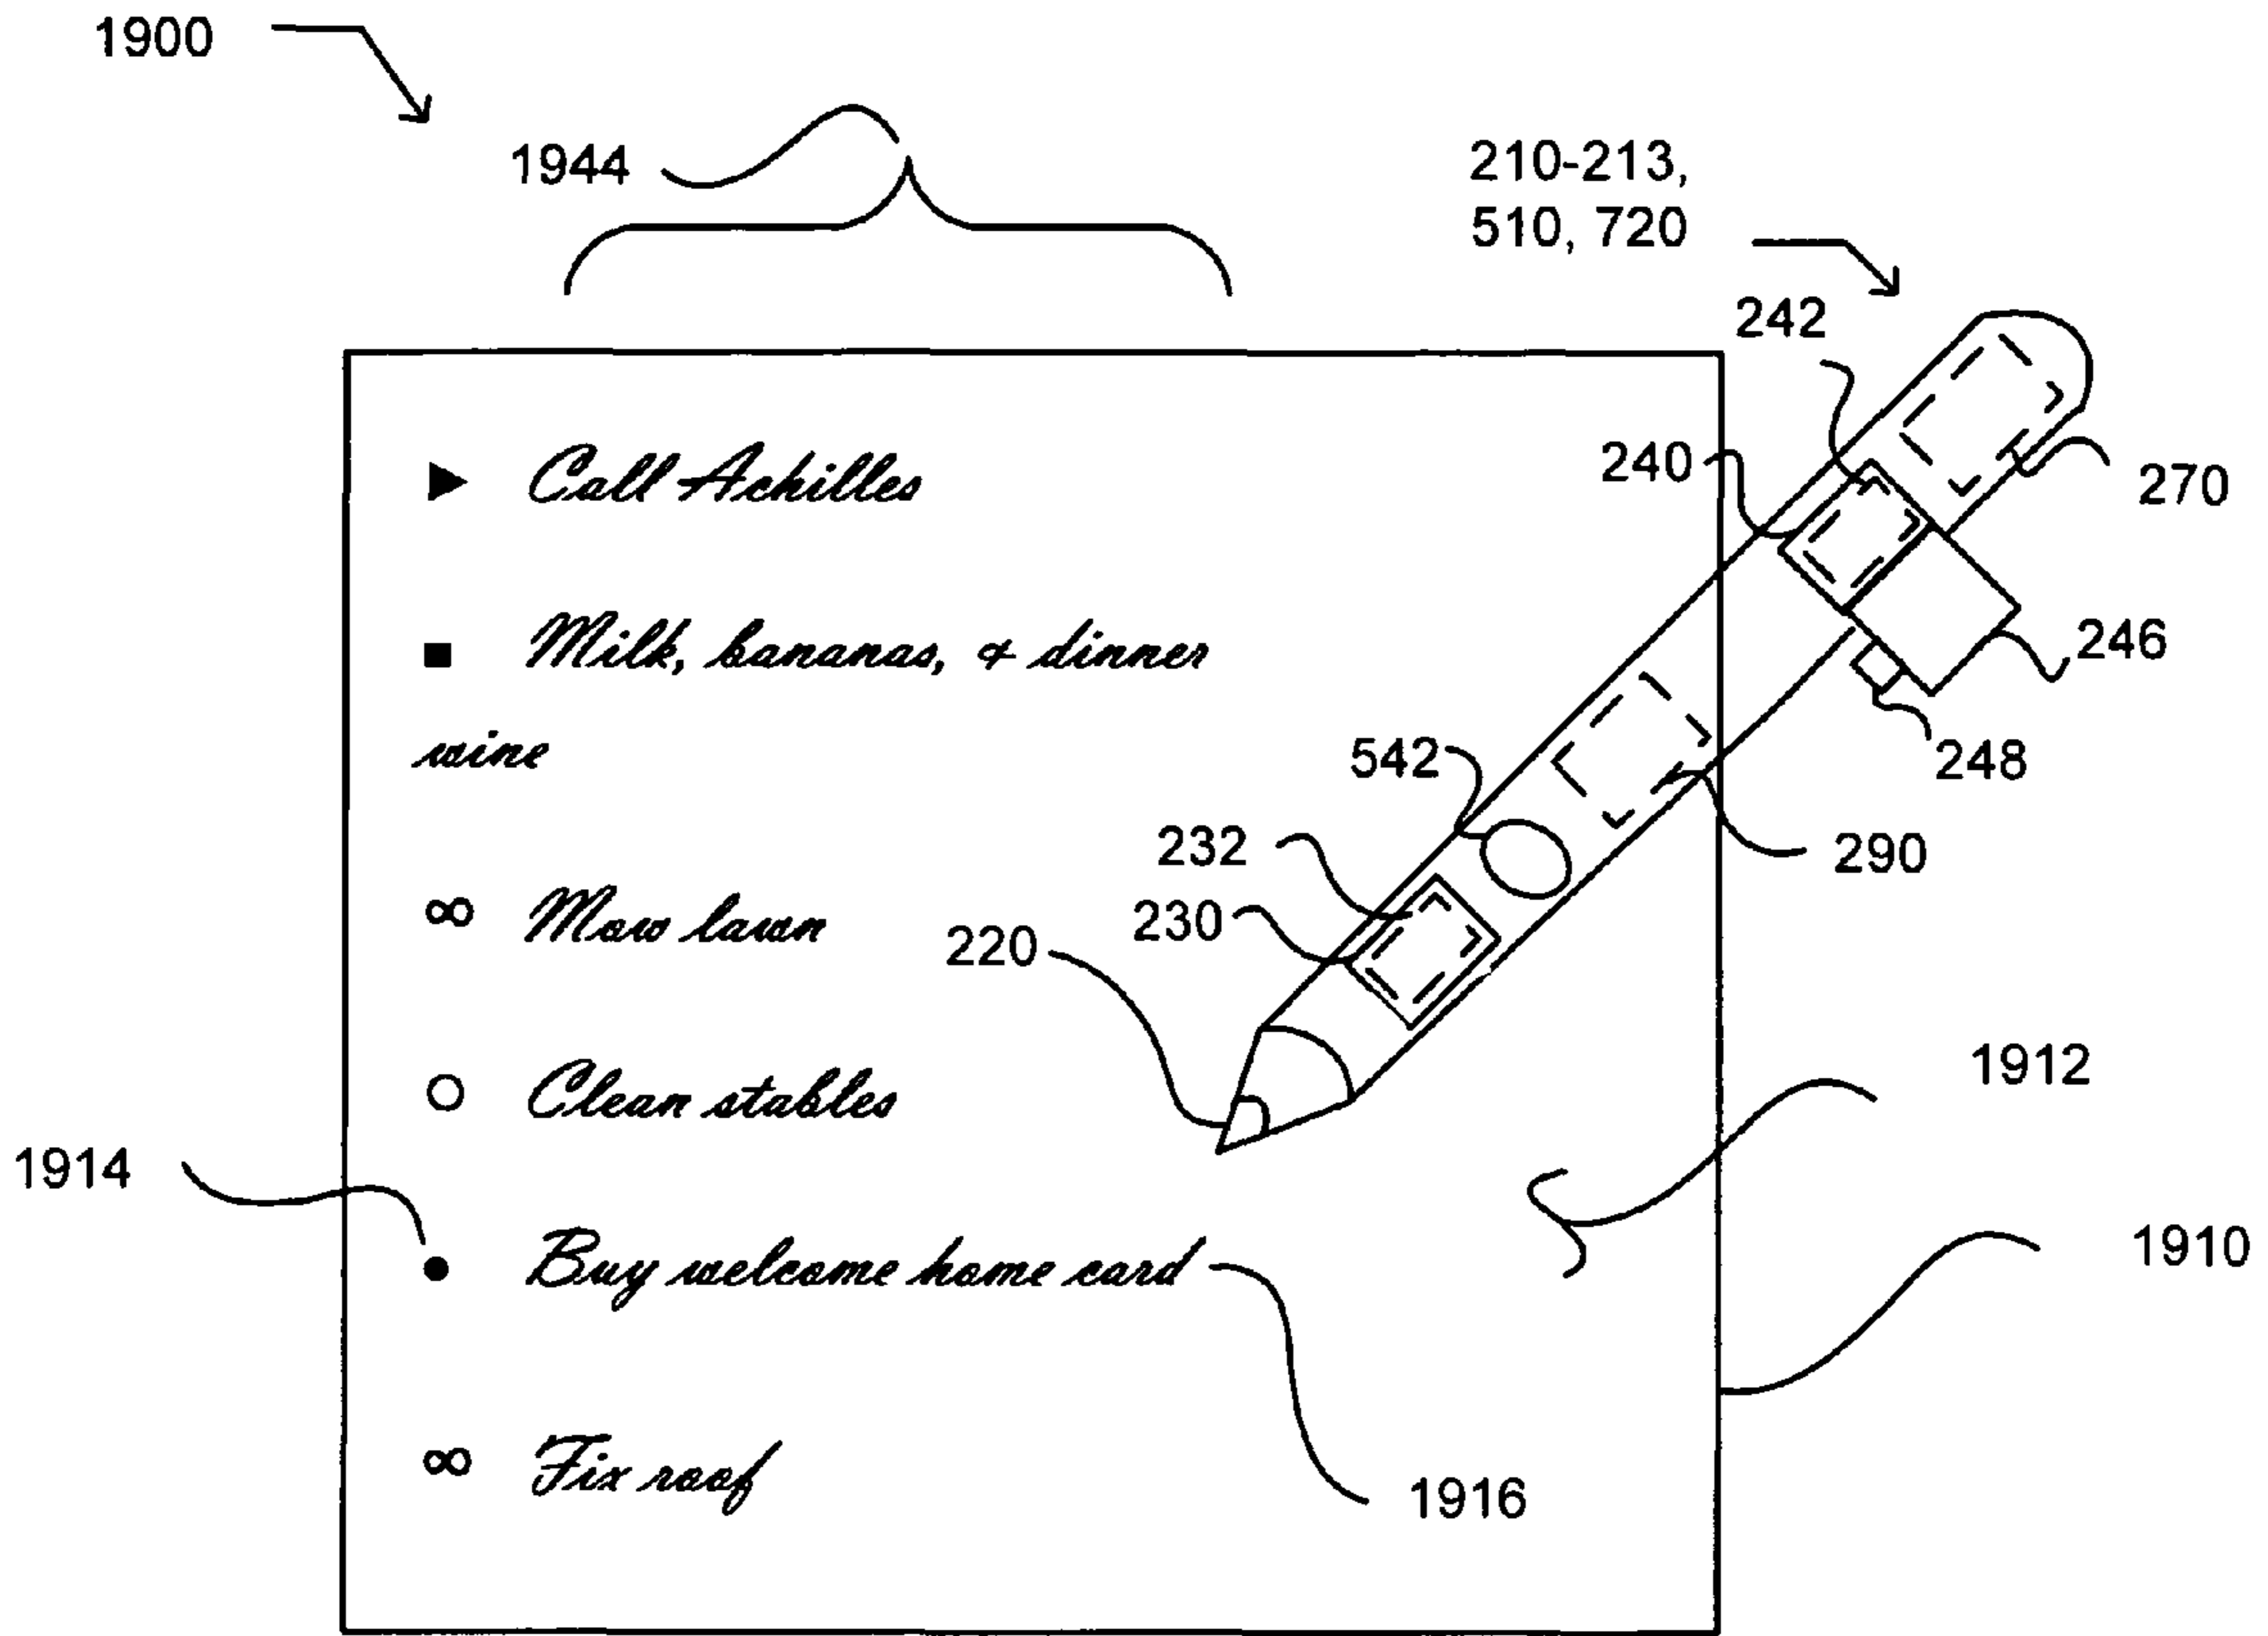 1900
1944
210-213,
510, 720
242
240
270
▶ Call Achilles
■ Milk, bananas, & dinner
wine
246
248
542
290
232
230
220
∞ Mow lawn
1912
○ Clean stables
1914
1910
● Buy welcome home card
1916
∞ Fix roof